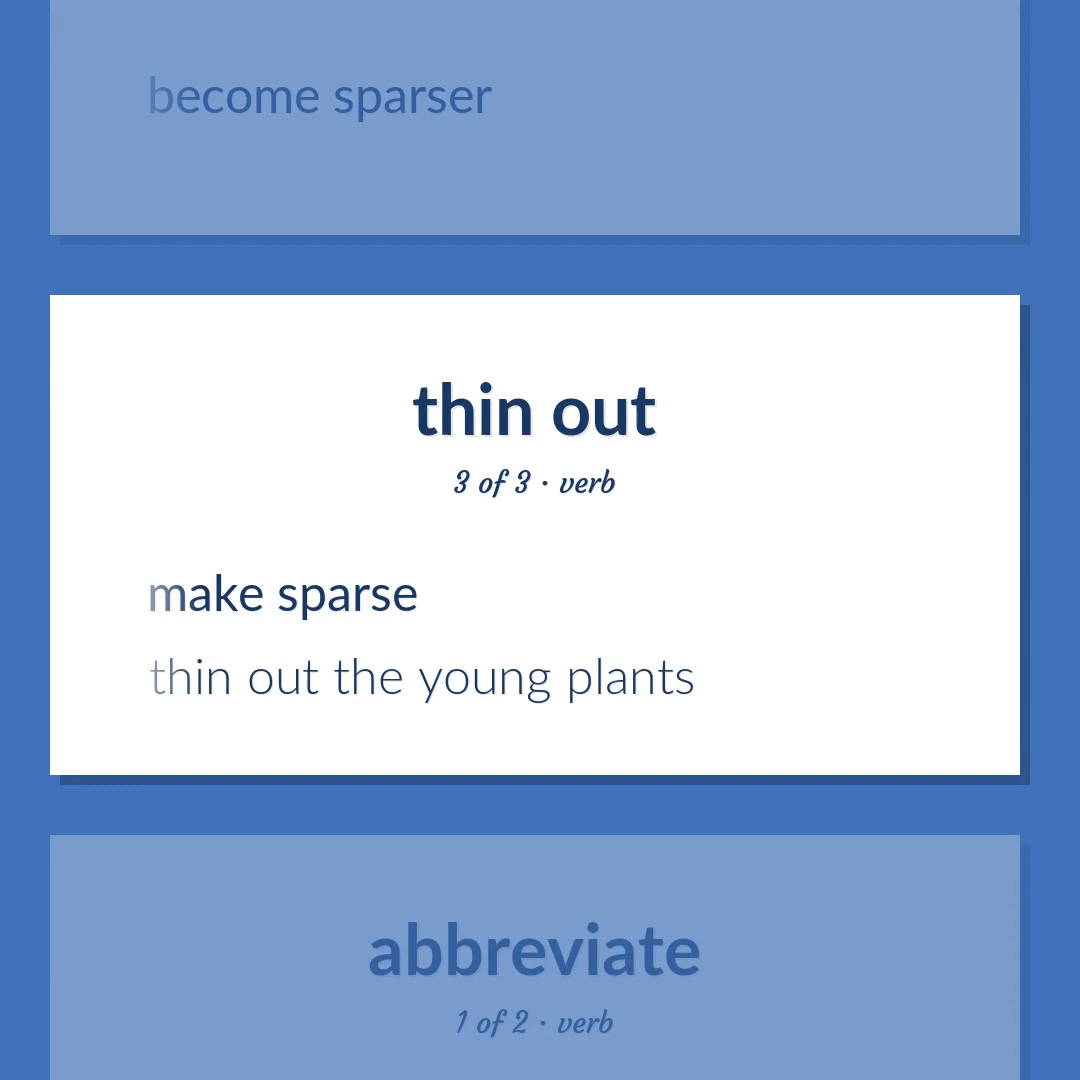 become sparser
thin out
3 of 3 · verb
make sparse
thin out the young plants
abbreviate
1 of 2 · verb